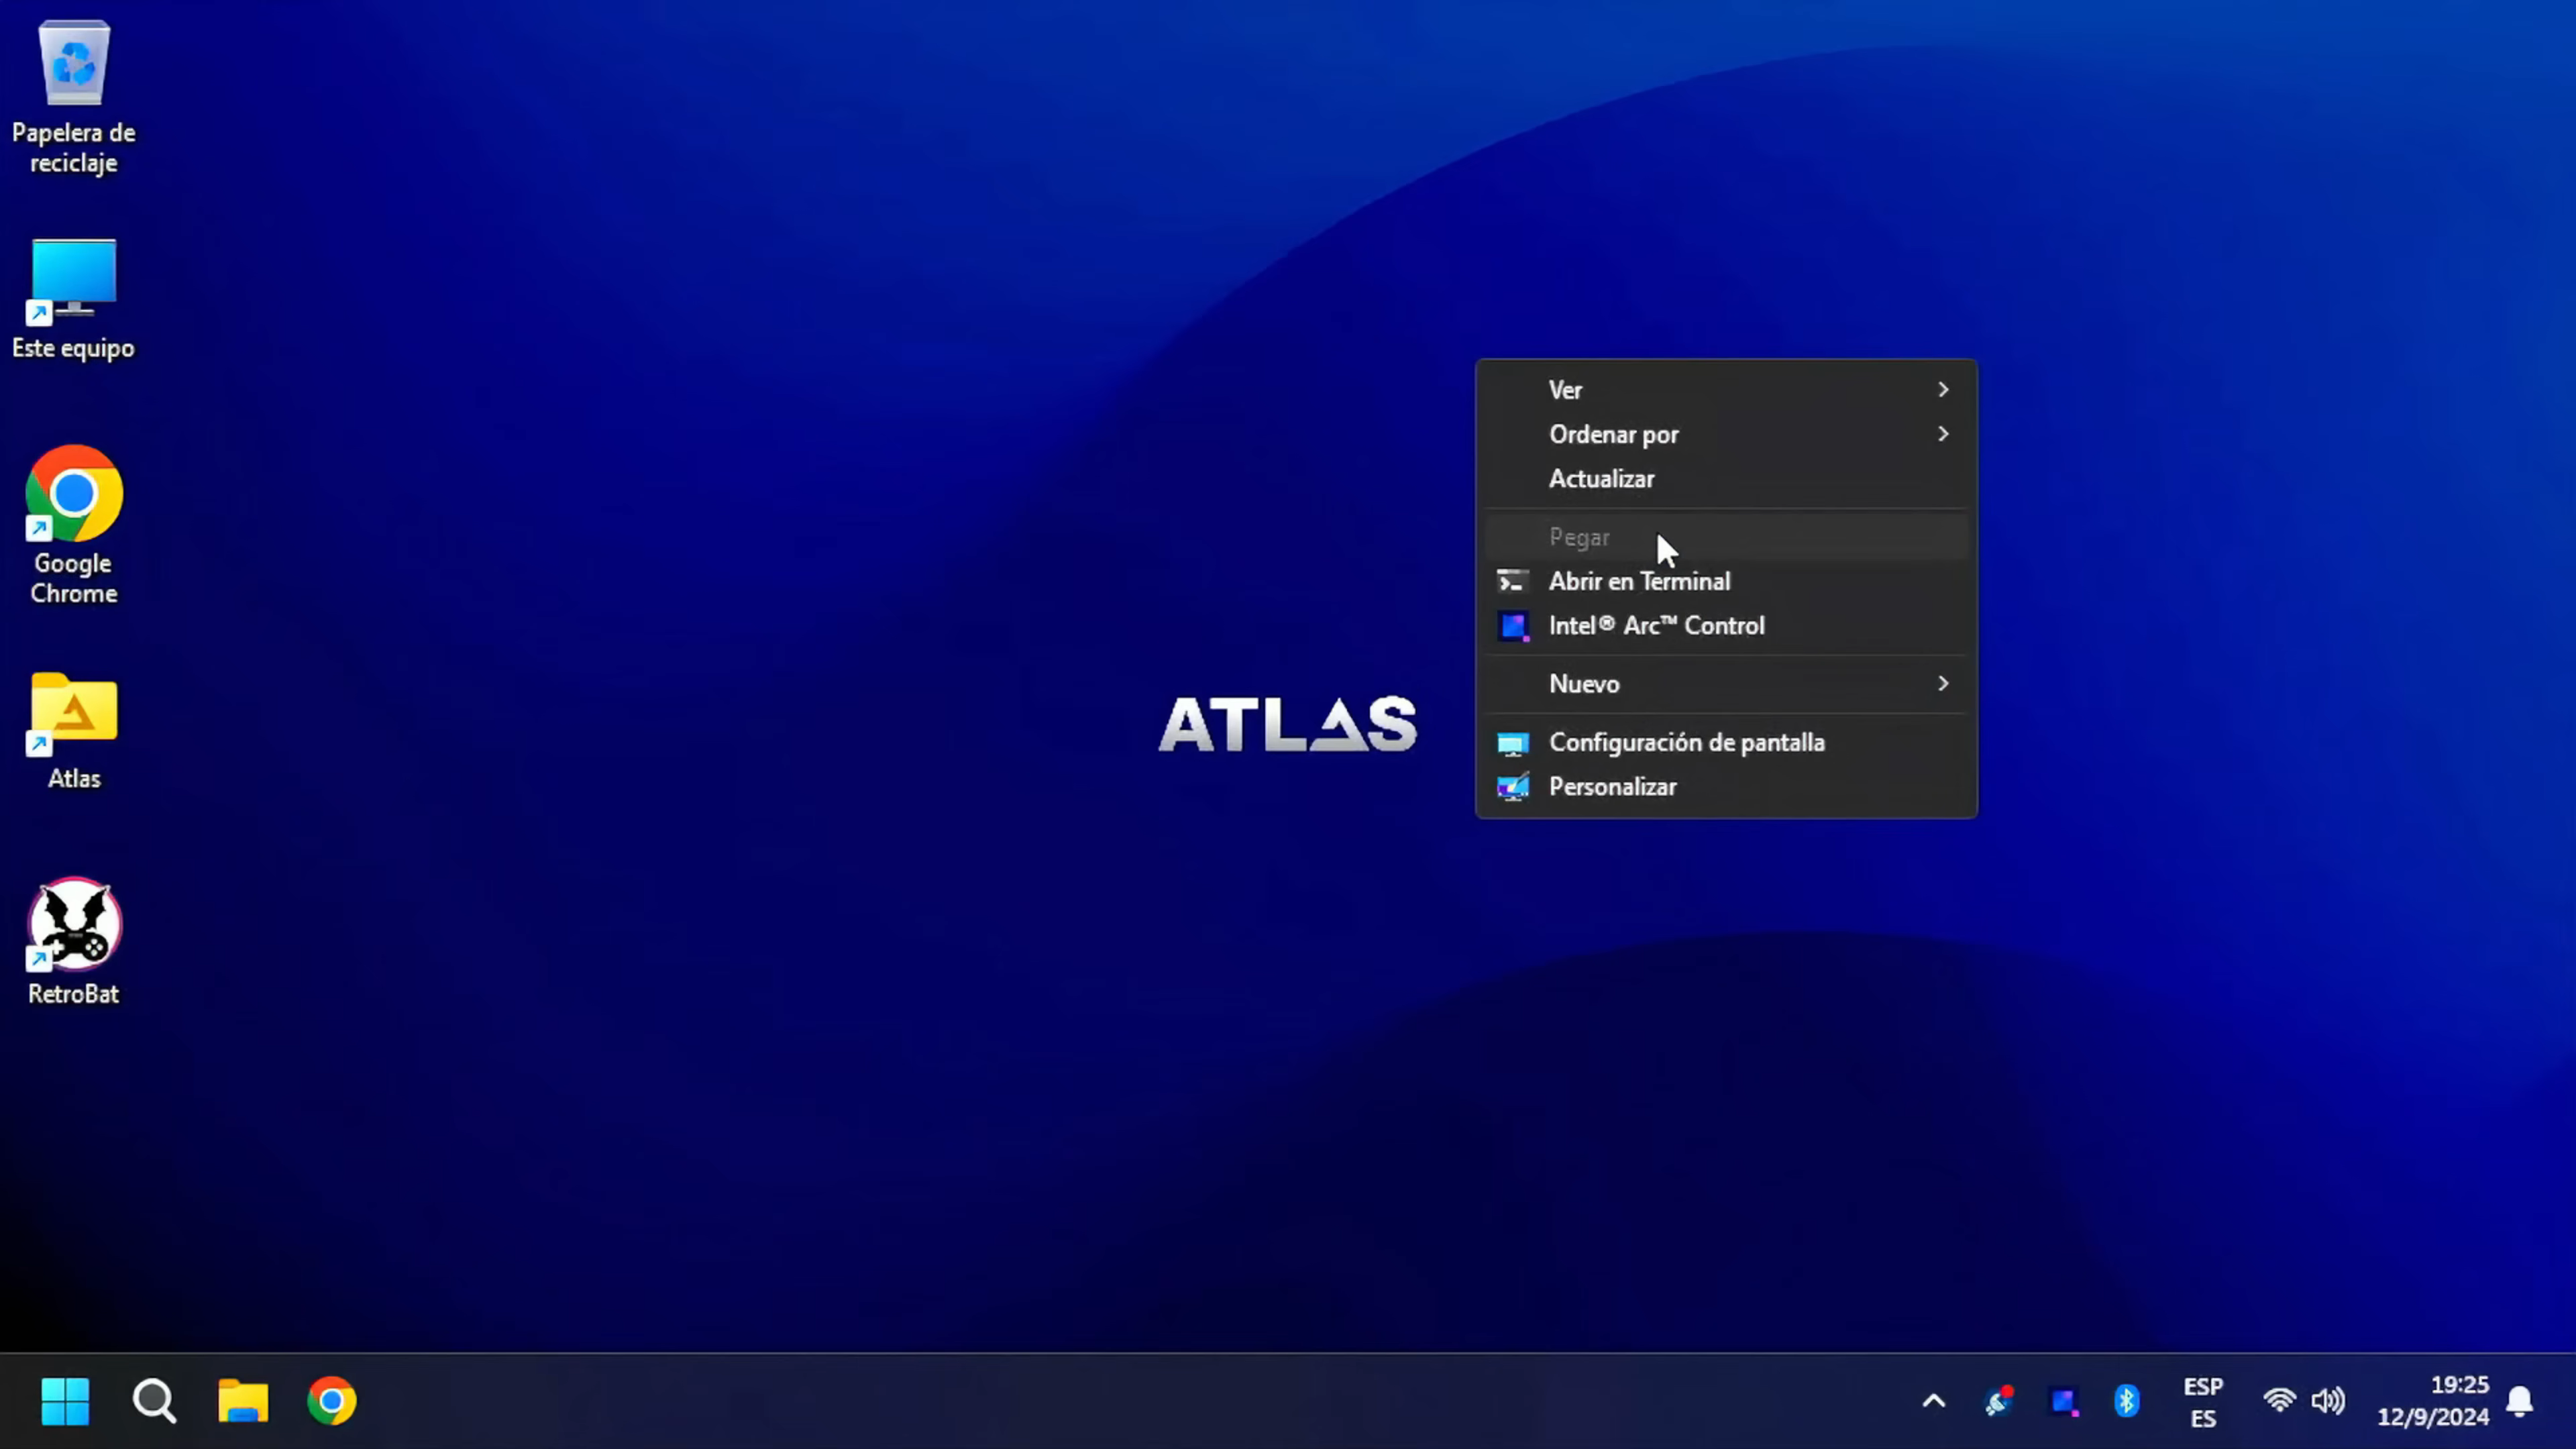 Papelera de
reciclaje
Este equipo
Google
Chrome
Atlas
RetroBat
ATLAS
Ver
Ordenar por
Actualizar
Pegar
Abrir en Terminal
Intel® Arc™ Control
Nuevo
Configuración de pantalla
Personalizar
ESP
ES
19:25
12/9/2024